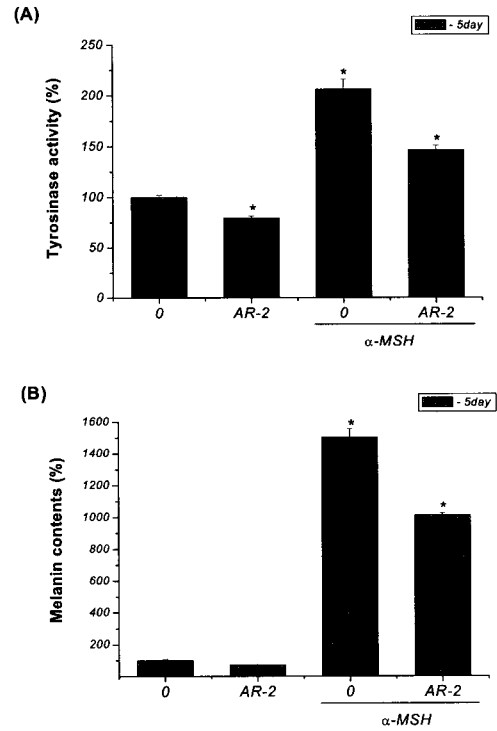 (A)
- 5day
Tyrosinase activity (%)
250
200
150
100
50
0
*
*
*
0
AR-2
0
AR-2
α-MSH
(B)
- 5day
Melanin contents (%)
1600
1400
1200
1000
800
600
400
200
*
*
0
AR-2
0
AR-2
α-MSH